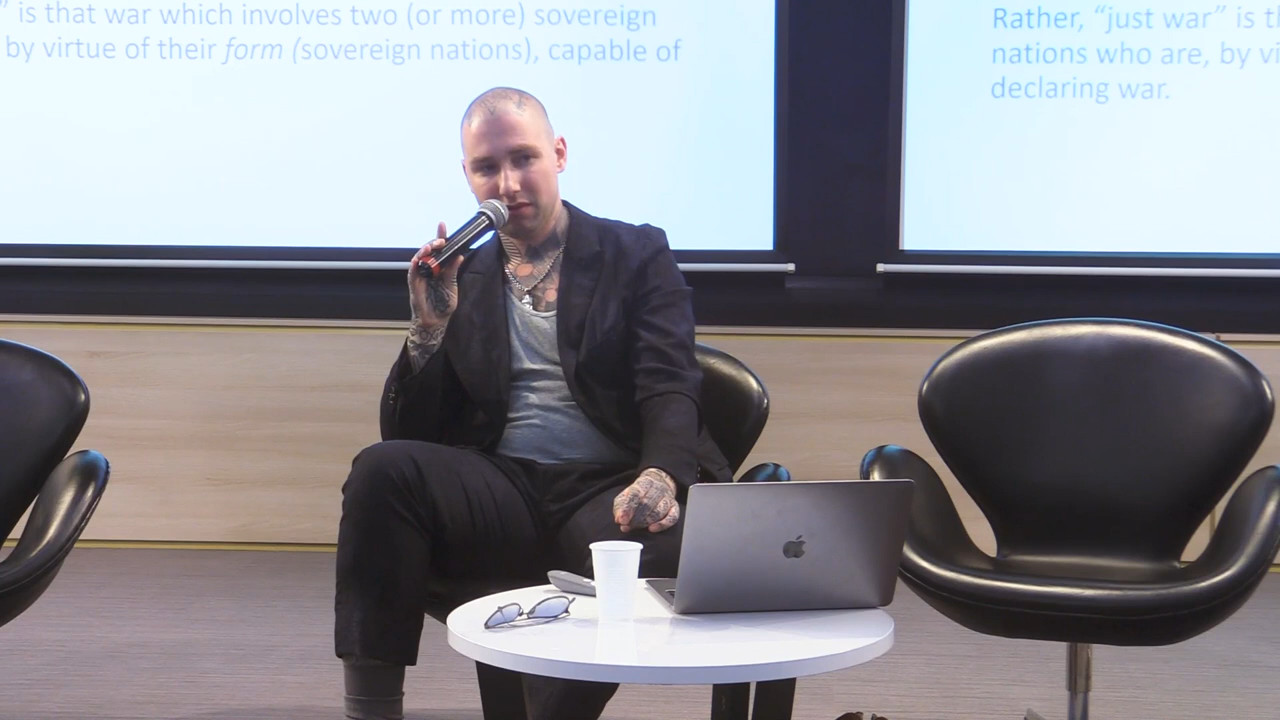 ” is that war which involves two (or more) sovereign
by virtue of their form (sovereign nations), capable of
Rather, “just war” is
nations who are, by
declaring war.